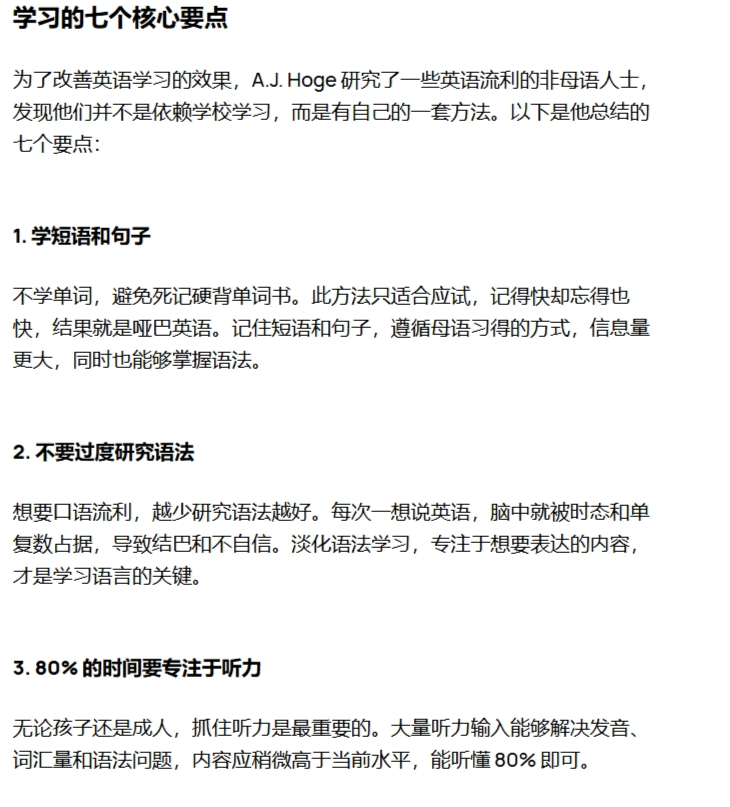 学习的七个核心要点
为了改善英语学习的效果，A.J. Hoge 研究了一些英语流利的非母语人士，
发现他们并不是依赖学校学习，而是有自己的一套方法。以下是他总结的
七个要点：
1. 学短语和句子
不学单词，避免死记硬背单词书。此方法只适合应试，记得快却忘得也
快，结果就是哑巴英语。记住短语和句子，遵循母语习得的方式，信息量
更大，同时也能够掌握语法。
2. 不要过度研究语法
想要口语流利，越少研究语法越好。每次一想说英语，脑中就被时态和单
复数占据，导致结巴和不自信。淡化语法学习，专注于想要表达的内容，
才是学习语言的关键。
3. 80% 的时间要专注于听力
无论孩子还是成人，抓住听力是最重要的。大量听力输入能够解决发音、
词汇量和语法问题，内容应稍微高于当前水平，能听懂 80% 即可。